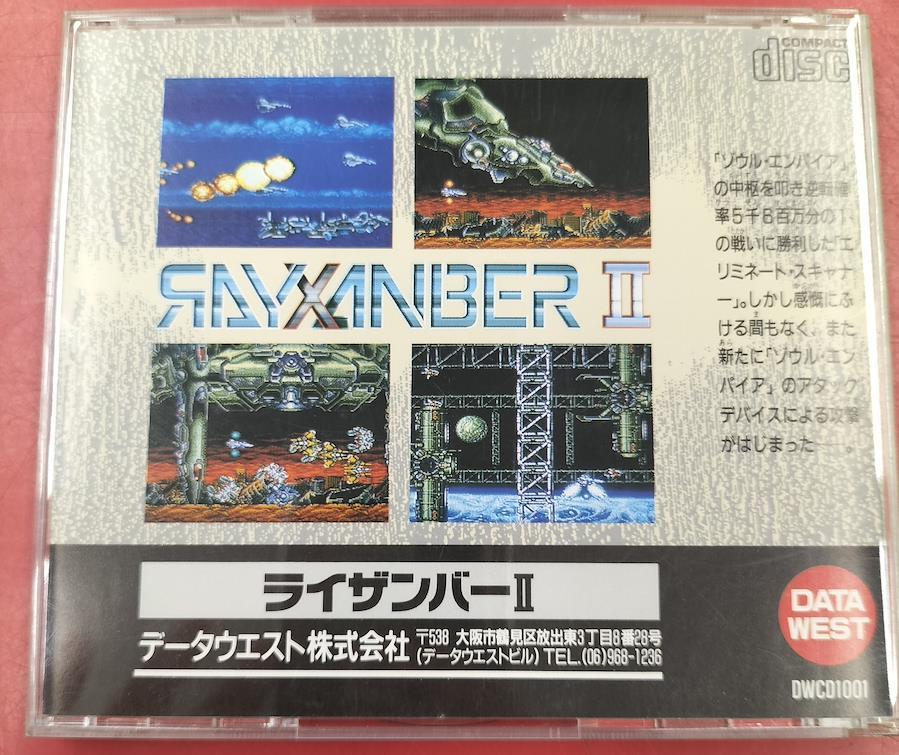 COMPACT
disc
「ゾウル・エンパイア」
の中枢を叩き逆転確
率5千6百万分の1
の戦いに勝利した「エ
リミネート・スキャナ
ー」。しかし感慨にふ
ける間もなく、また
新たに「ゾウル・エン
パイア」のアタック
デバイスによる攻撃
がはじまった
RAYXANBER II
ライザンバーII
データウエスト株式会社
〒538 大阪市鶴見区放出東3丁目8番28号
(データウエストビル) TEL.(06)968-1236
DATA
WEST
DWCD1001